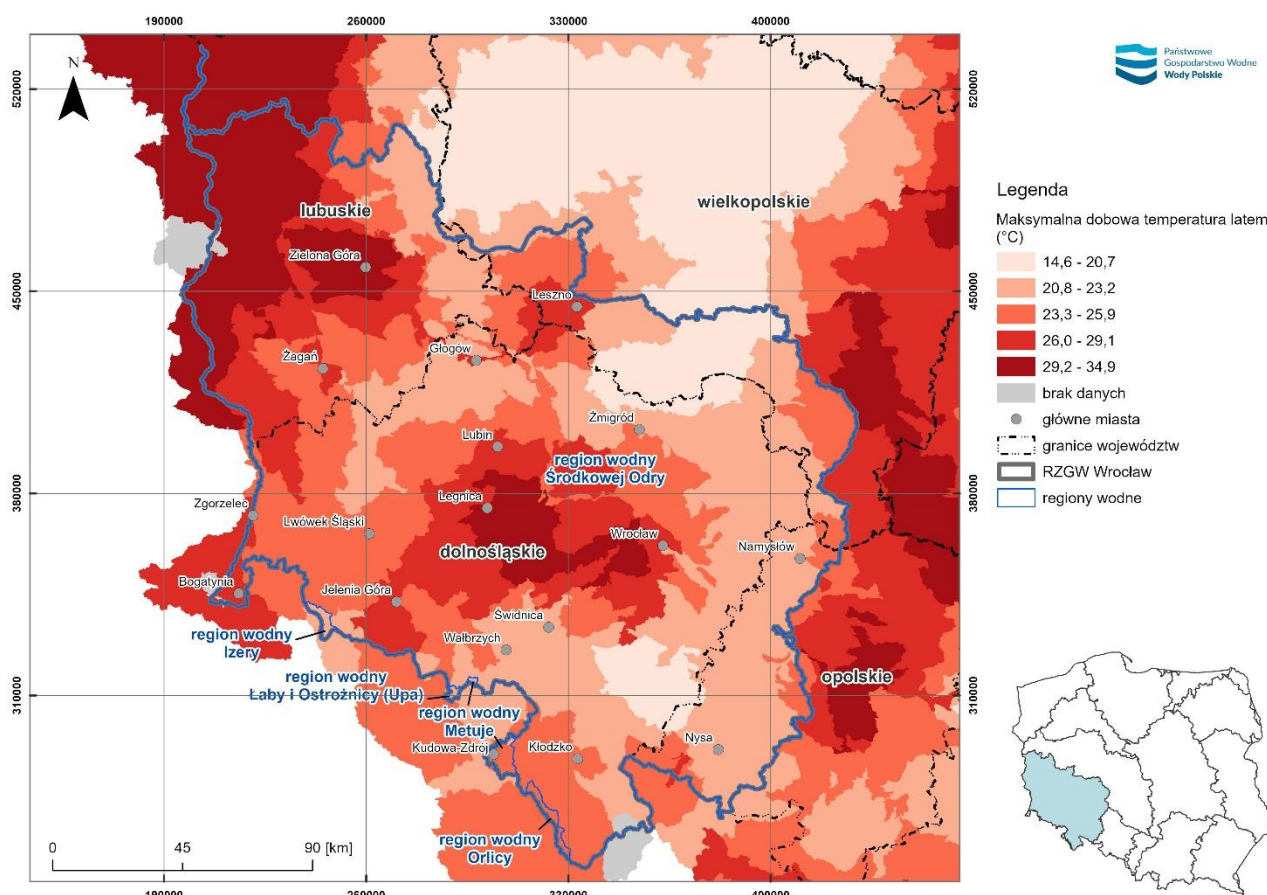 190000
260000
330000
400000
520000
520000
N
Państwowe
Gospodarstwo Wodne
Wody Polskie
lubuskie
wielkopolskie
Zielona Góra
450000
450000
Leszno
Głogów
Żagań
Żmigród
Lubin
region wodny
Środkowej Odry
380000
380000
Legnica
Zgorzelec
Lwówek Śląski
Wrocław
dolnośląskie
Namysłów
Bogatynia
Jelenia Góra
Świdnica
region wodny
Izery
Wałbrzych
region wodny
Łaby i Ostrożnicy (Upa)
opolskie
310000
310000
region wodny
Metuje
Kudowa-Zdrój
Kłodzko
Nysa
region wodny
Orlicy
0
45
90 [km]
190000
260000
330000
400000
Legenda
Maksymalna dobowa temperatura latem
(°C)
14,6 - 20,7
20,8 - 23,2
23,3 - 25,9
26,0 - 29,1
29,2 - 34,9
brak danych
główne miasta
granice województw
RZGW Wrocław
regiony wodne